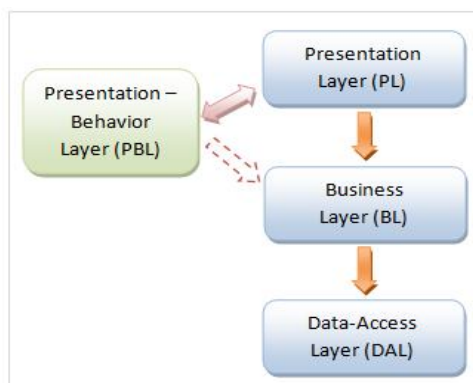 Presentation
Layer (PL)
Presentation –
Behavior
Layer (PBL)
Business
Layer (BL)
Data-Access
Layer (DAL)